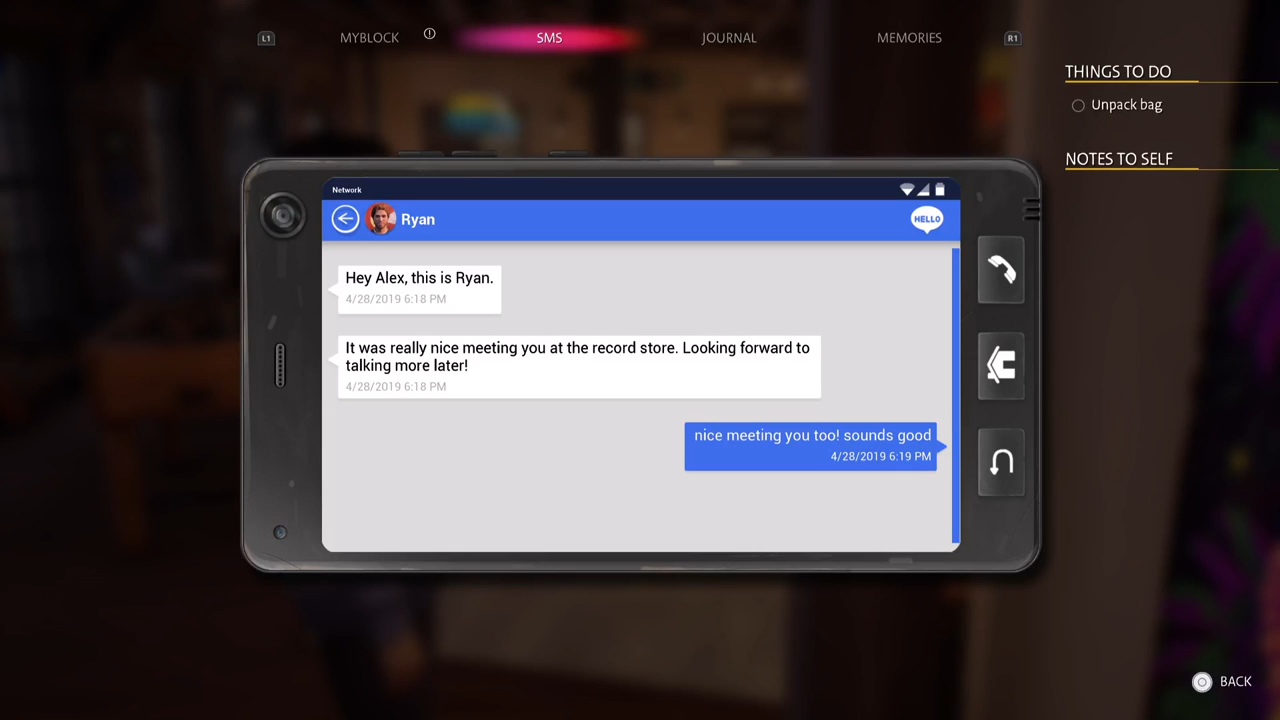 L1
MYBLOCK
SMS
JOURNAL
MEMORIES
R1
THINGS TO DO
Unpack bag
NOTES TO SELF
Network
Ryan
HELLO
Hey Alex, this is Ryan.
4/28/2019 6:18 PM
It was really nice meeting you at the record store. Looking forward to
talking more later!
4/28/2019 6:18 PM
nice meeting you too! sounds good
4/28/2019 6:19 PM
BACK